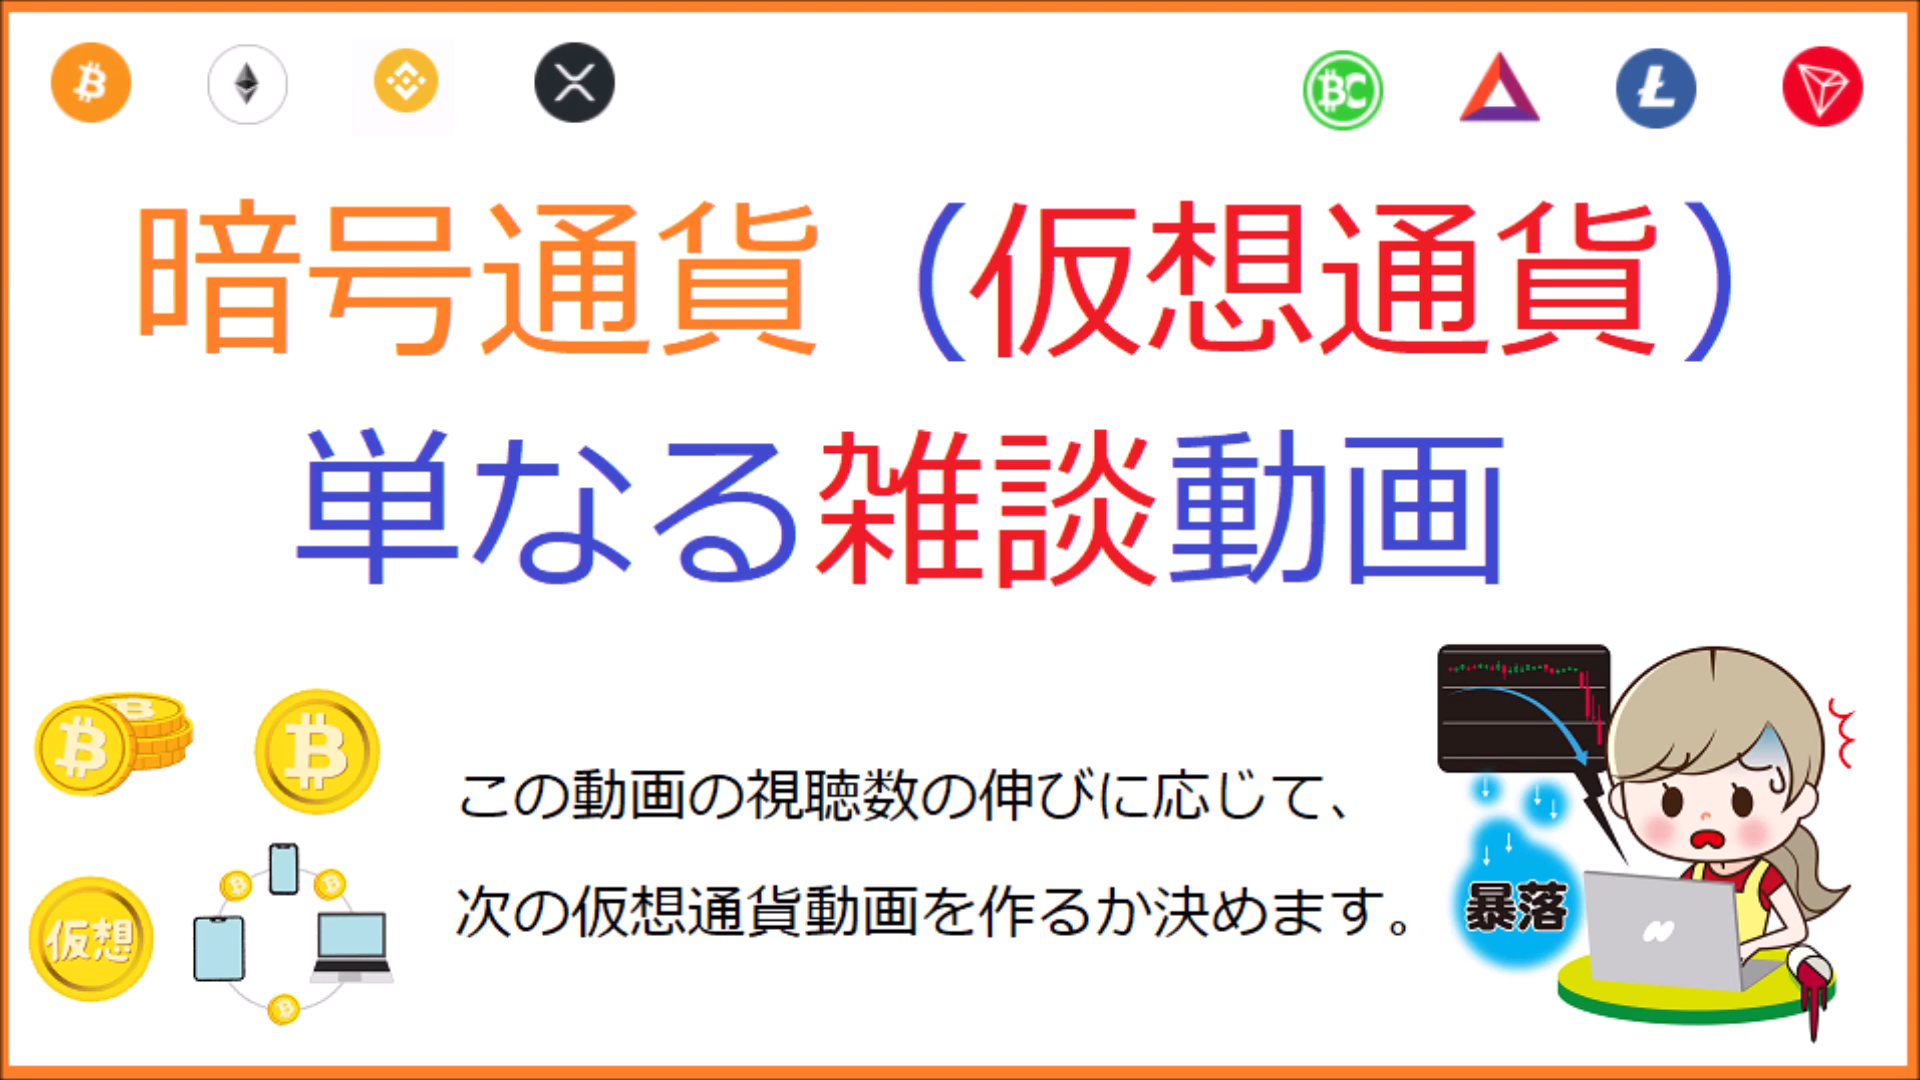 暗号通貨（仮想通貨）
単なる雑談動画
この動画の視聴数の伸びに応じて、
次の仮想通貨動画を作るか決めます。
暴落
仮想